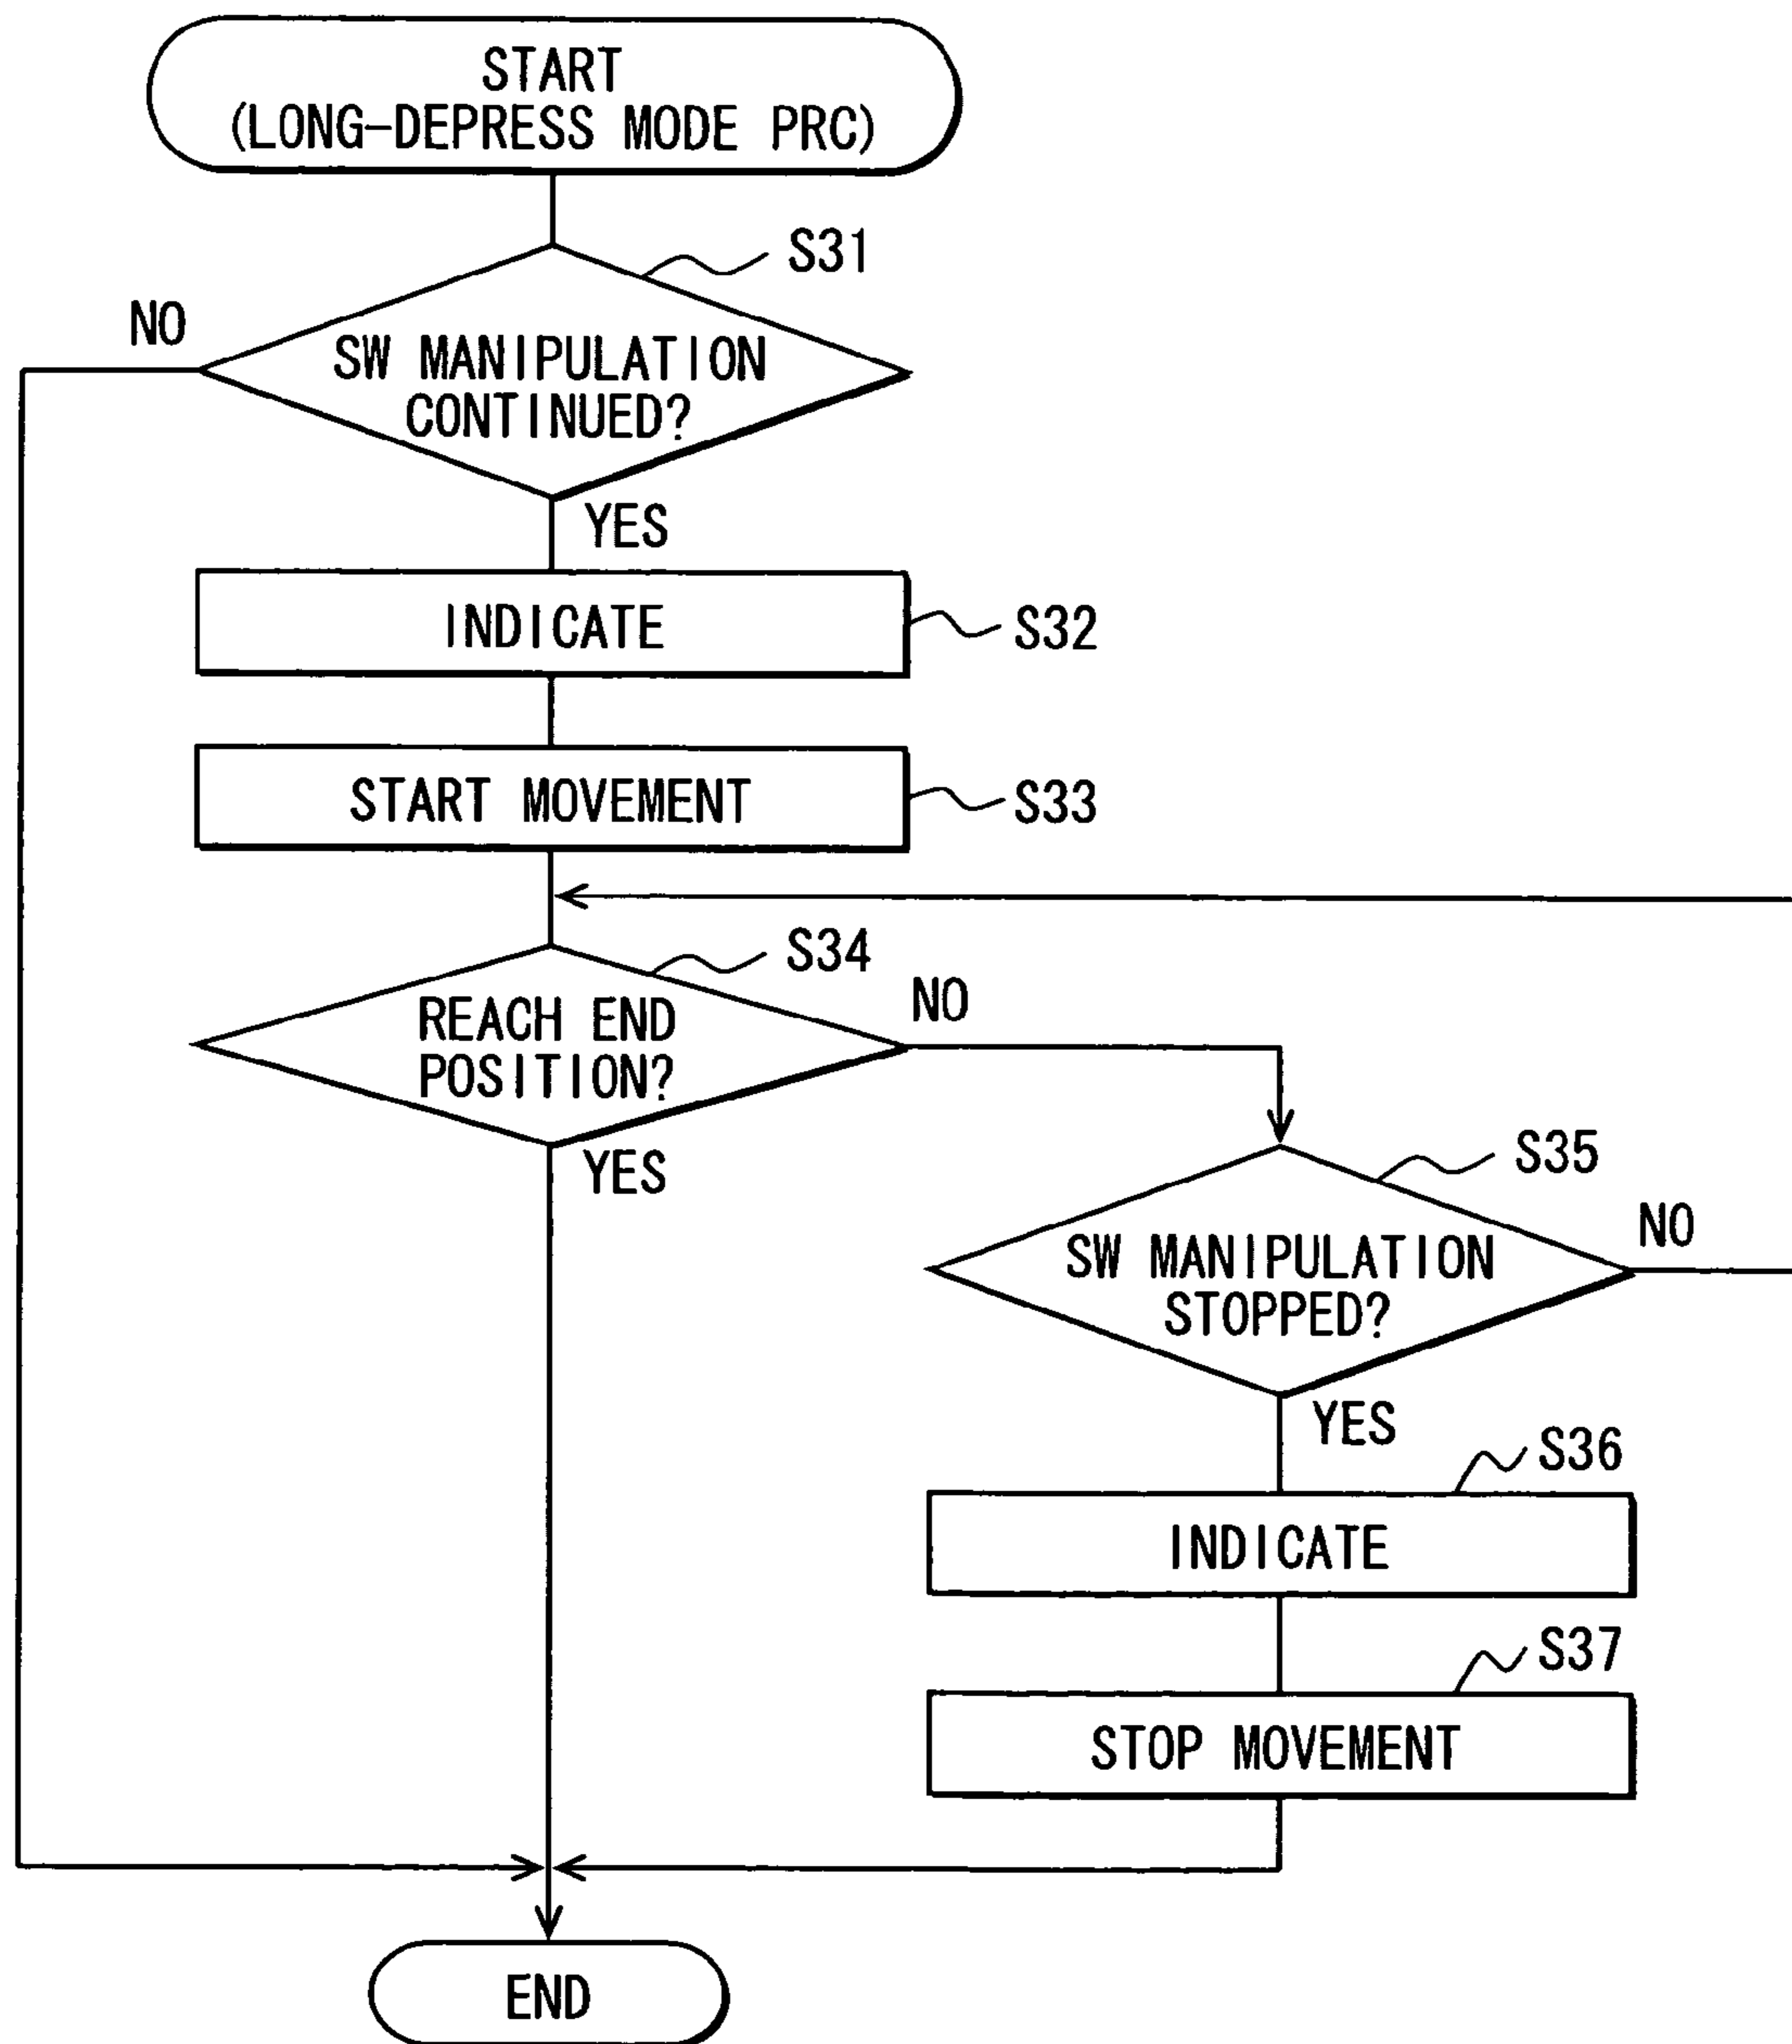 START
(LONG-DEPRESS MODE PRC)
S31
NO
SW MANIPULATION
CONTINUED?
YES
INDICATE
S32
START MOVEMENT
S33
S34
REACH END
POSITION?
NO
YES
S35
SW MANIPULATION
STOPPED?
NO
YES
S36
INDICATE
S37
STOP MOVEMENT
END